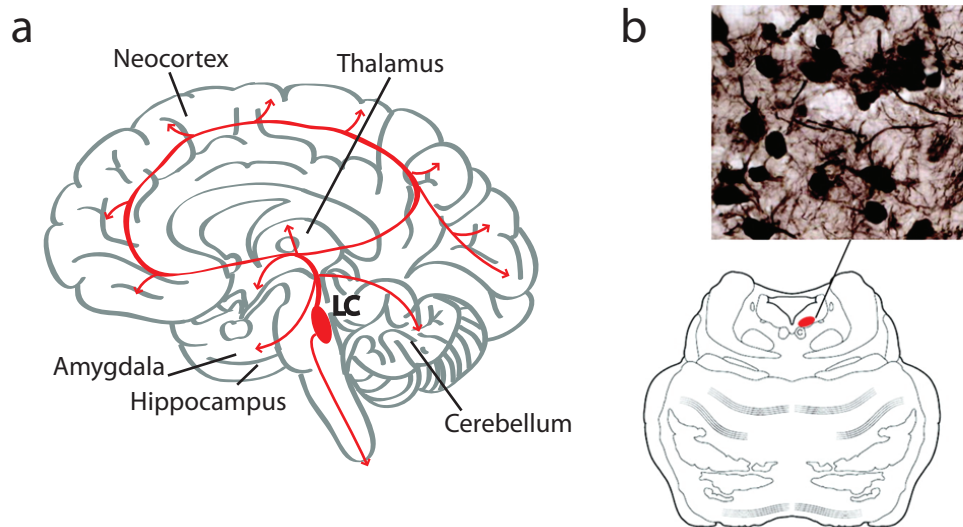 a
b
Neocortex
Thalamus
LC
Amygdala
Hippocampus
Cerebellum